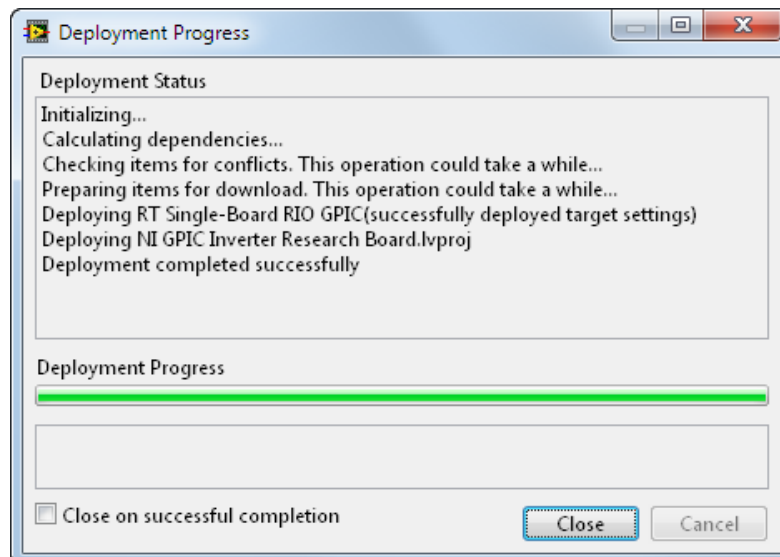 Deployment Progress
Deployment Status
Initializing...
Calculating dependencies...
Checking items for conflicts. This operation could take a while...
Preparing items for download. This operation could take a while...
Deploying RT Single-Board RIO GPIC(successfully deployed target settings)
Deploying NI GPIC Inverter Research Board.lvproj
Deployment completed successfully
Deployment Progress
Close on successful completion
Close
Cancel